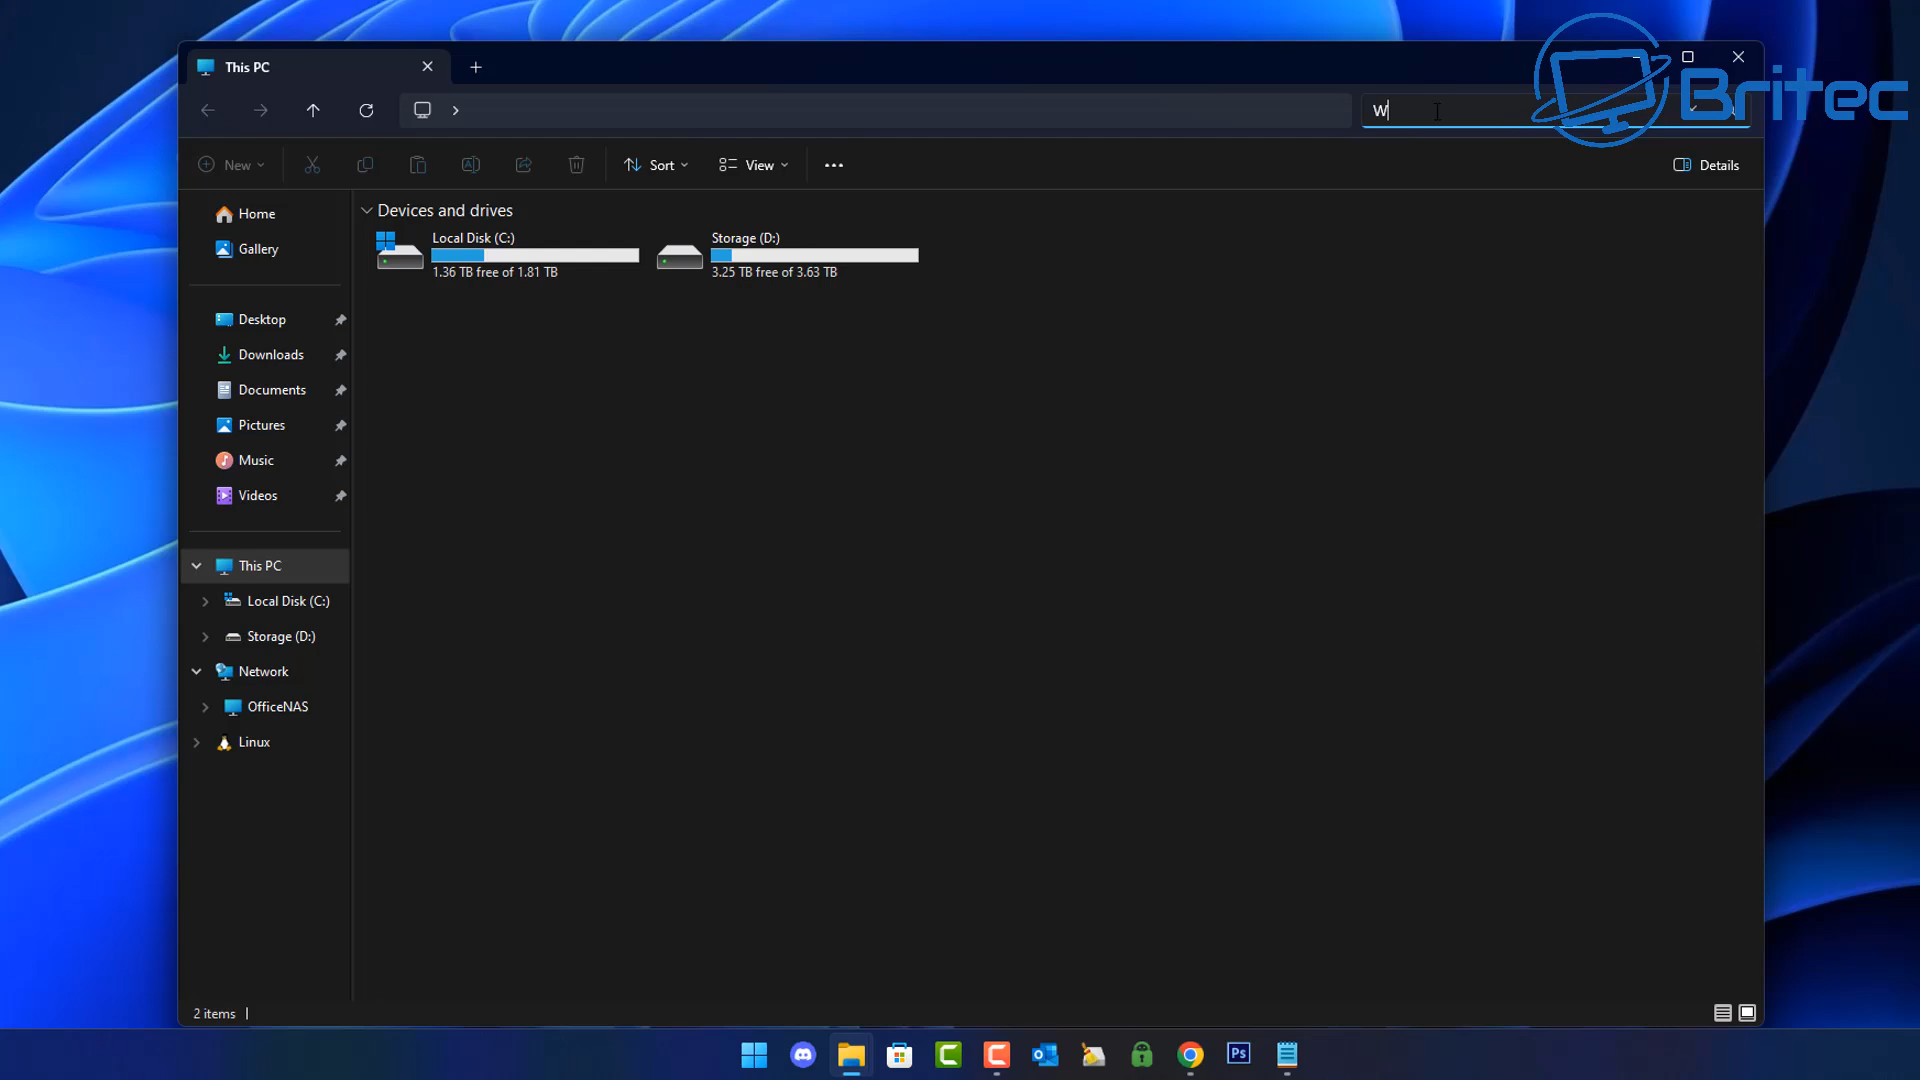 This PC
W
Britec
New
Sort
View
Details
Home
Gallery
Desktop
Downloads
Documents
Pictures
Music
Videos
This PC
Local Disk (C:)
Storage (D:)
Network
OfficeNAS
Linux
Devices and drives
Local Disk (C:)
1.36 TB free of 1.81 TB
Storage (D:)
3.25 TB free of 3.63 TB
2 items
Ps